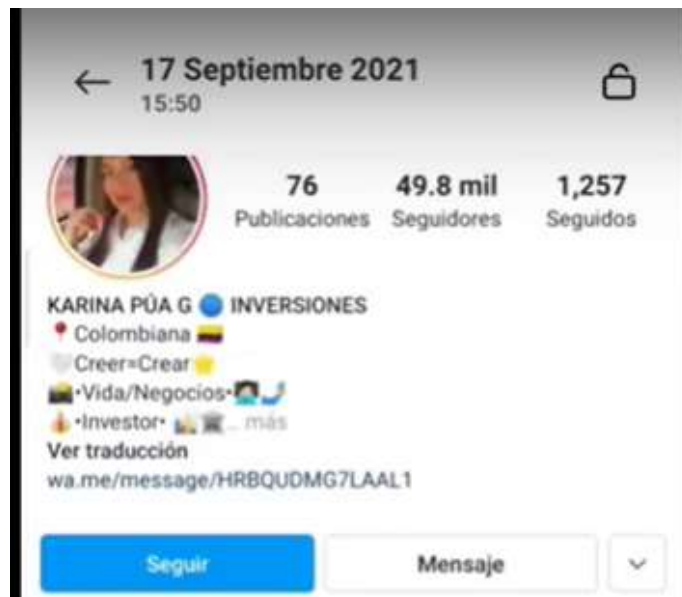 17 Septiembre 2021
15:50
76 49.8 mil 1,257
Publicaciones Seguidores Seguidos
KARINA PÚA G 🔵 INVERSIONES
📍 Colombiana 🇨🇴
🤍Creer=Crear⭐
📸•Vida/Negocios•🧖🏻‍♀️🤳
•Investor• ... más
Ver traducción
wa.me/message/HRBQUDMG7LAAL1
Seguir Mensaje